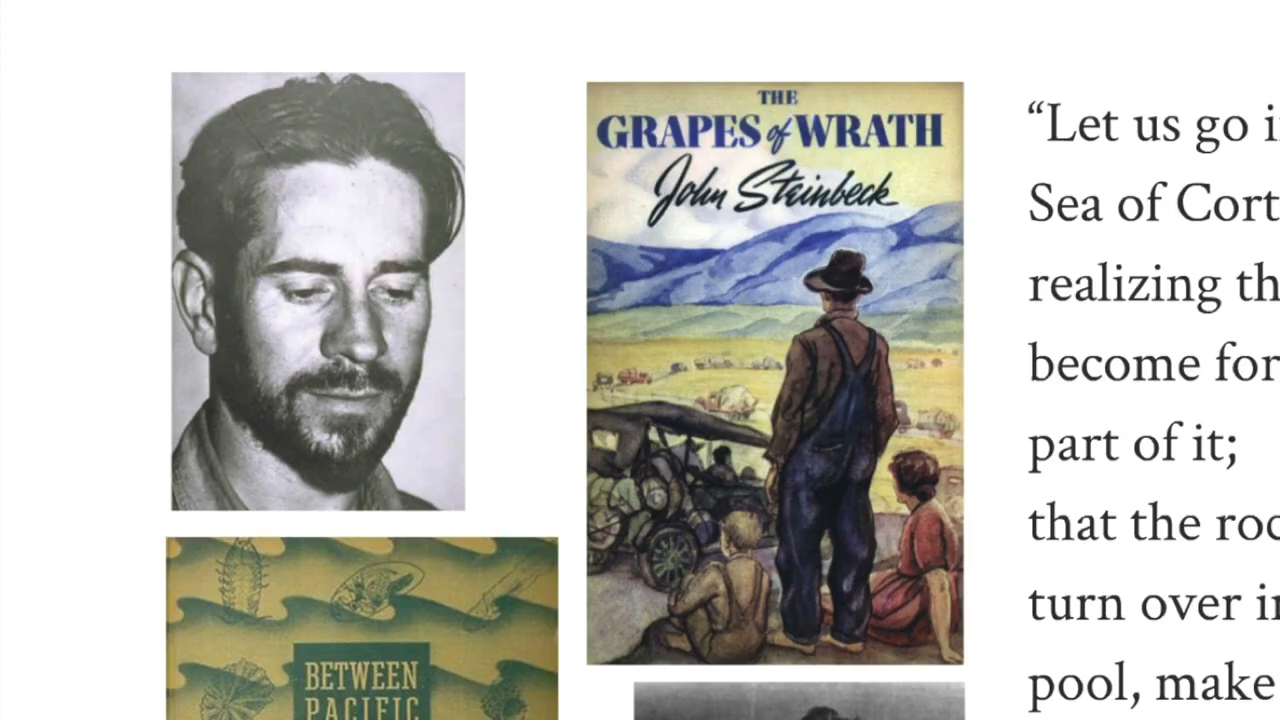 THE
GRAPES of WRATH
John Steinbeck
BETWEEN
PACIFIC
“Let us go
Sea of Cort
realizing th
become for
part of it;
that the roc
turn over
pool, make